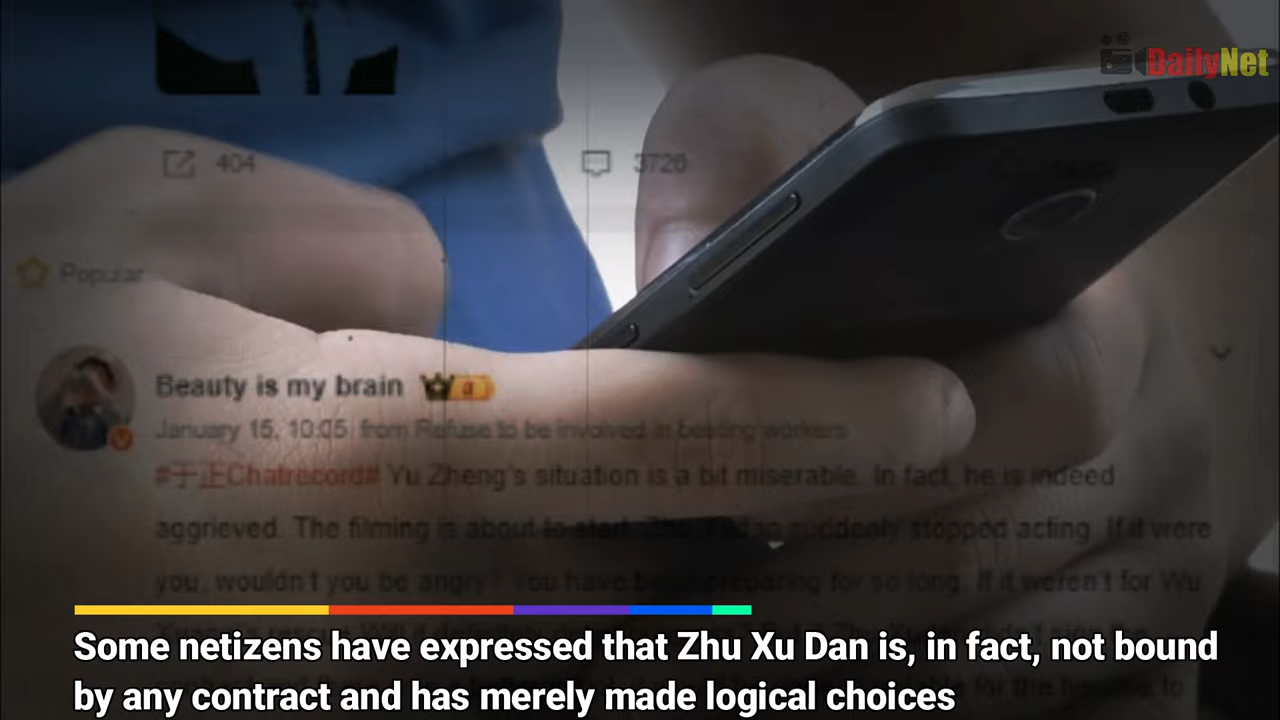 DailyNet
404
3726
Popular
Beauty is my brain
January 15, 10:05 from Refuse to be involved in beating workers
#于正Chatrecord# Yu Zheng's situation is a bit miserable. In fact, he is indeed
aggrieved. The filming is about to start. Zhu Xudan suddenly stopped acting. If it were
you, wouldn't you be angry? You have been preparing for so long. If it weren't for Wu
Some netizens have expressed that Zhu Xu Dan is, in fact, not bound
by any contract and has merely made logical choices